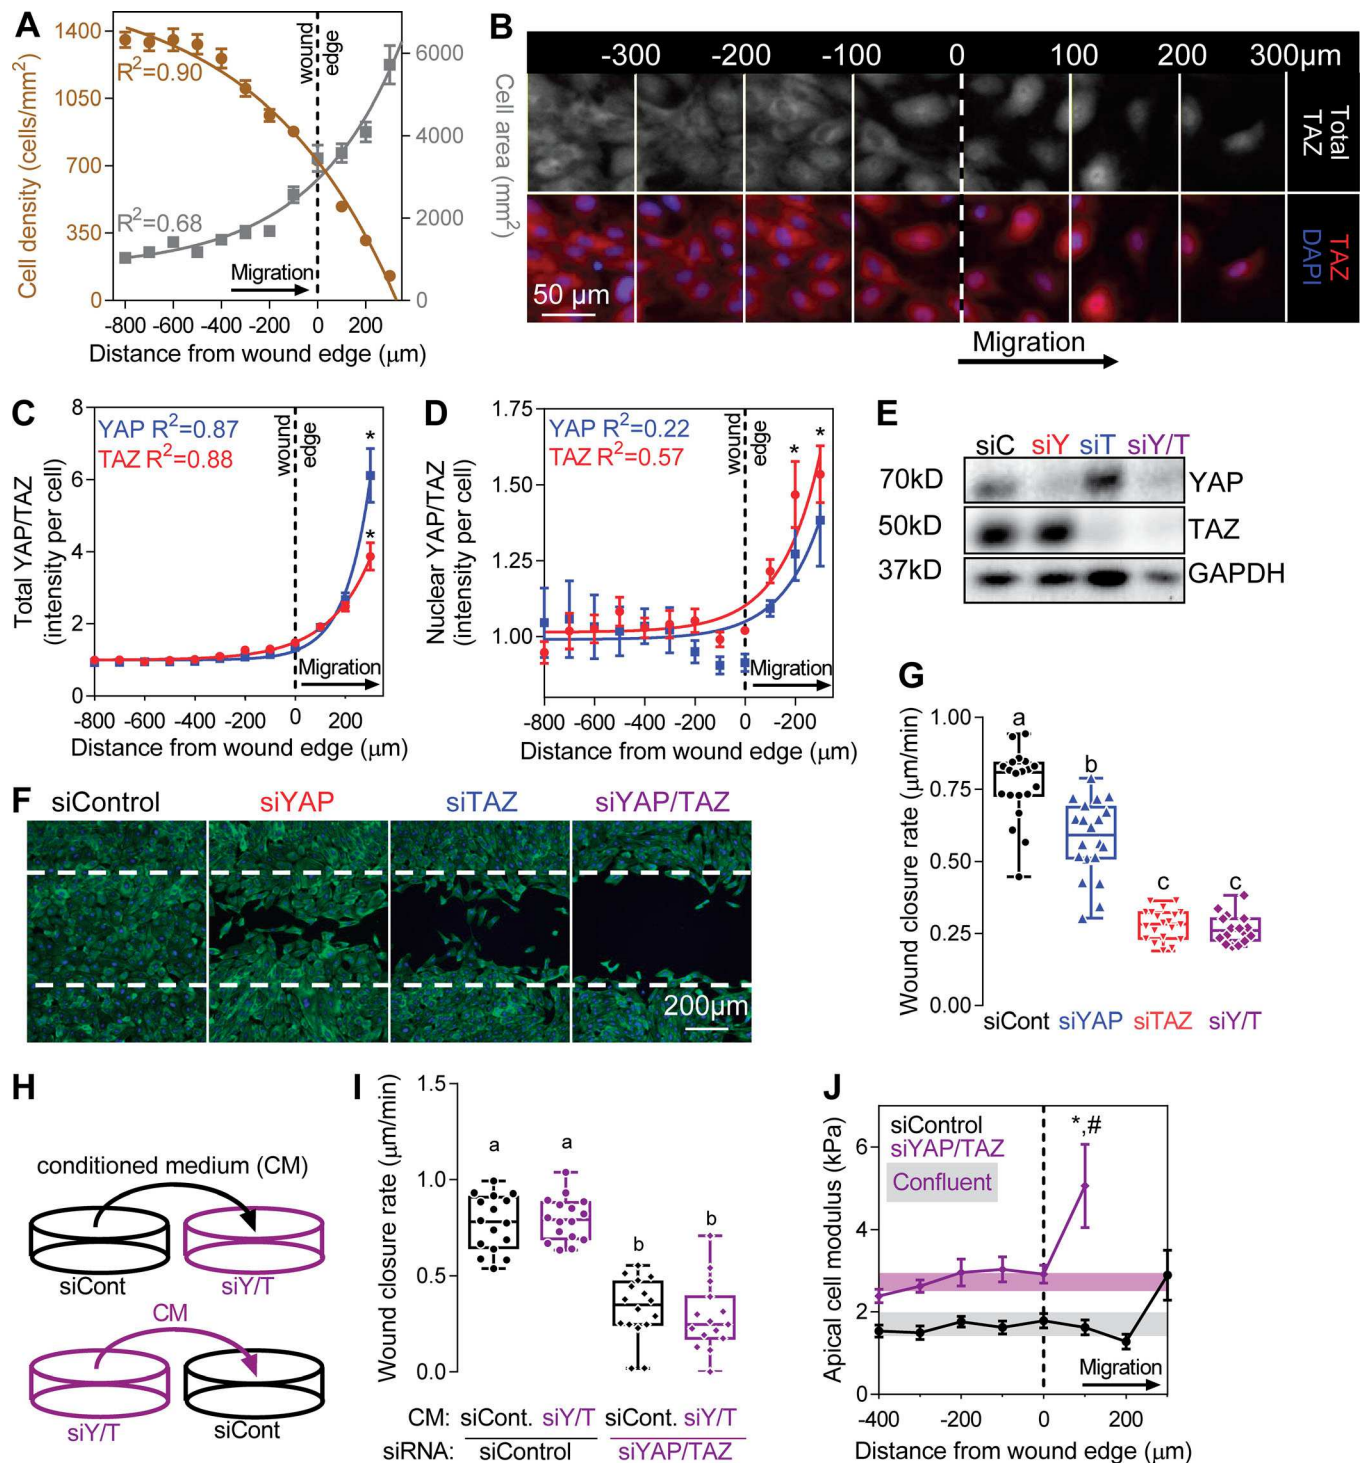 A
Cell density (cells/mm²)
1400
1050
700
350
0
R²=0.90
R²=0.68
wound
edge
Migration
6000
4000
2000
0
Cell area (mm²)
-800 -600 -400 -200 0 200
Distance from wound edge (μm)
B
-300 -200 -100 0 100 200 300μm
Total
TAZ
TAZ
DAPI
50 μm
Migration
C
Total YAP/TAZ
(intensity per cell)
8
6
4
2
0
YAP R²=0.87
TAZ R²=0.88
wound
edge
*
*
Migration
-800 -600 -400 -200 0 200
Distance from wound edge (μm)
D
Nuclear YAP/TAZ
(intensity per cell)
1.75
1.50
1.25
1.00
YAP R²=0.22
TAZ R²=0.57
wound
edge
* *
Migration
-800 -600 -400 -200 0 -200
Distance from wound edge (μm)
E
siC siY siT siY/T
70kD YAP
50kD TAZ
37kD GAPDH
F
siControl siYAP siTAZ siYAP/TAZ
200μm
G
Wound closure rate (μm/min)
1.00
0.75
0.50
0.25
0.00
a
b
c
c
siCont siYAP siTAZ siY/T
H
conditioned medium (CM)
siCont siY/T
CM
siY/T siCont
I
Wound closure rate (μm/min)
1.5
1.0
0.5
0.0
a
a
b
b
CM: siCont. siY/T siCont. siY/T
siRNA: siControl siYAP/TAZ
J
Apical cell modulus (kPa)
6
4
2
0
siControl
siYAP/TAZ
Confluent
*,#
Migration
-400 -200 0 200
Distance from wound edge (μm)